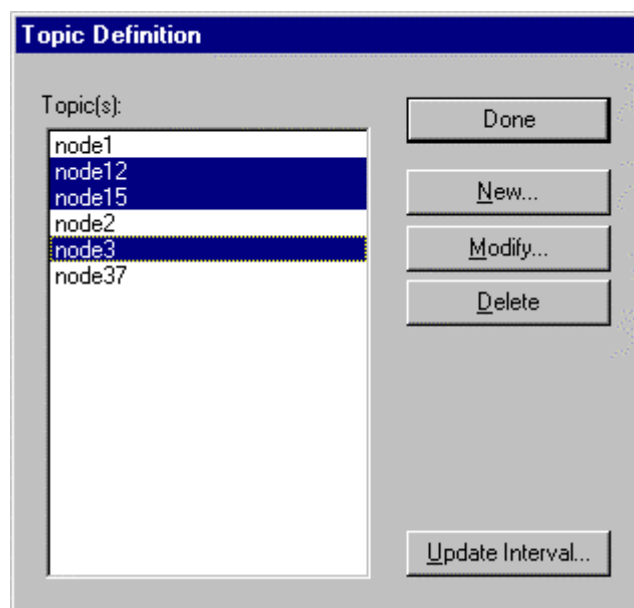 Topic Definition
Topic(s):
node1
node12
node15
node2
node3
node37
Done
New...
Modify...
Delete
Update Interval...